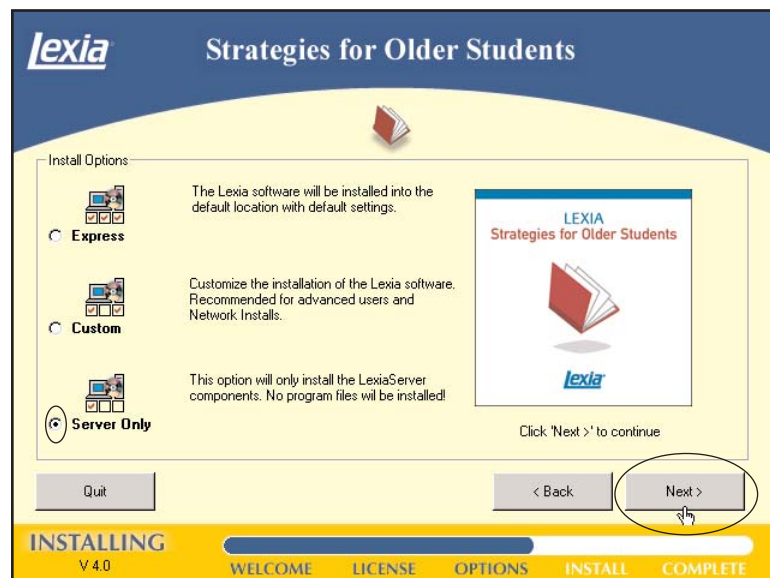 Lexia
Strategies for Older Students
Install Options
The Lexia software will be installed into the
default location with default settings.
Express
Customize the installation of the Lexia software.
Recommended for advanced users and
Network Installs.
Custom
This option will only install the LexiaServer
components. No program files wil be installed!
Server Only
LEXIA
Strategies for Older Students
Lexia
Click 'Next >' to continue
Quit
< Back
Next >
INSTALLING
V 4.0
WELCOME LICENSE OPTIONS INSTALL COMPLETE